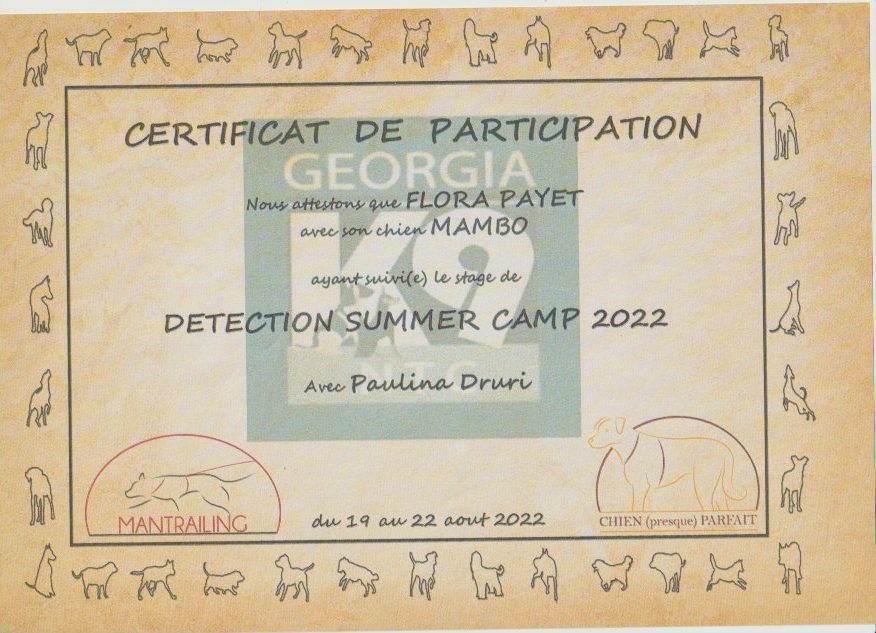 CERTIFICAT DE PARTICIPATION
GEORGIA
Nous attestons que FLORA PAYET
avec son chien MAMBO
K9
ayant suivi(e) le stage de
DETECTION SUMMER CAMP 2022
Avec Paulina Druri
MANTRAILING
du 19 au 22 aout 2022
CHIEN (presque) PARFAIT